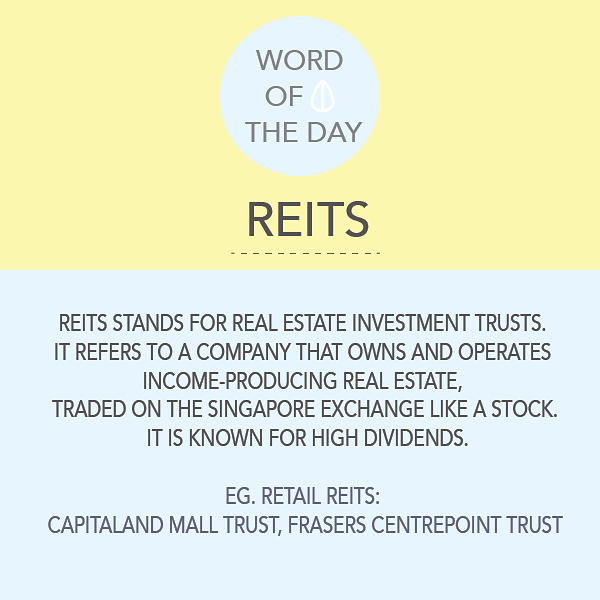 WORD
OF
THE DAY
REITS
REITS STANDS FOR REAL ESTATE INVESTMENT TRUSTS.
IT REFERS TO A COMPANY THAT OWNS AND OPERATES
INCOME-PRODUCING REAL ESTATE,
TRADED ON THE SINGAPORE EXCHANGE LIKE A STOCK.
IT IS KNOWN FOR HIGH DIVIDENDS.
EG. RETAIL REITS:
CAPITALAND MALL TRUST, FRASERS CENTREPOINT TRUST